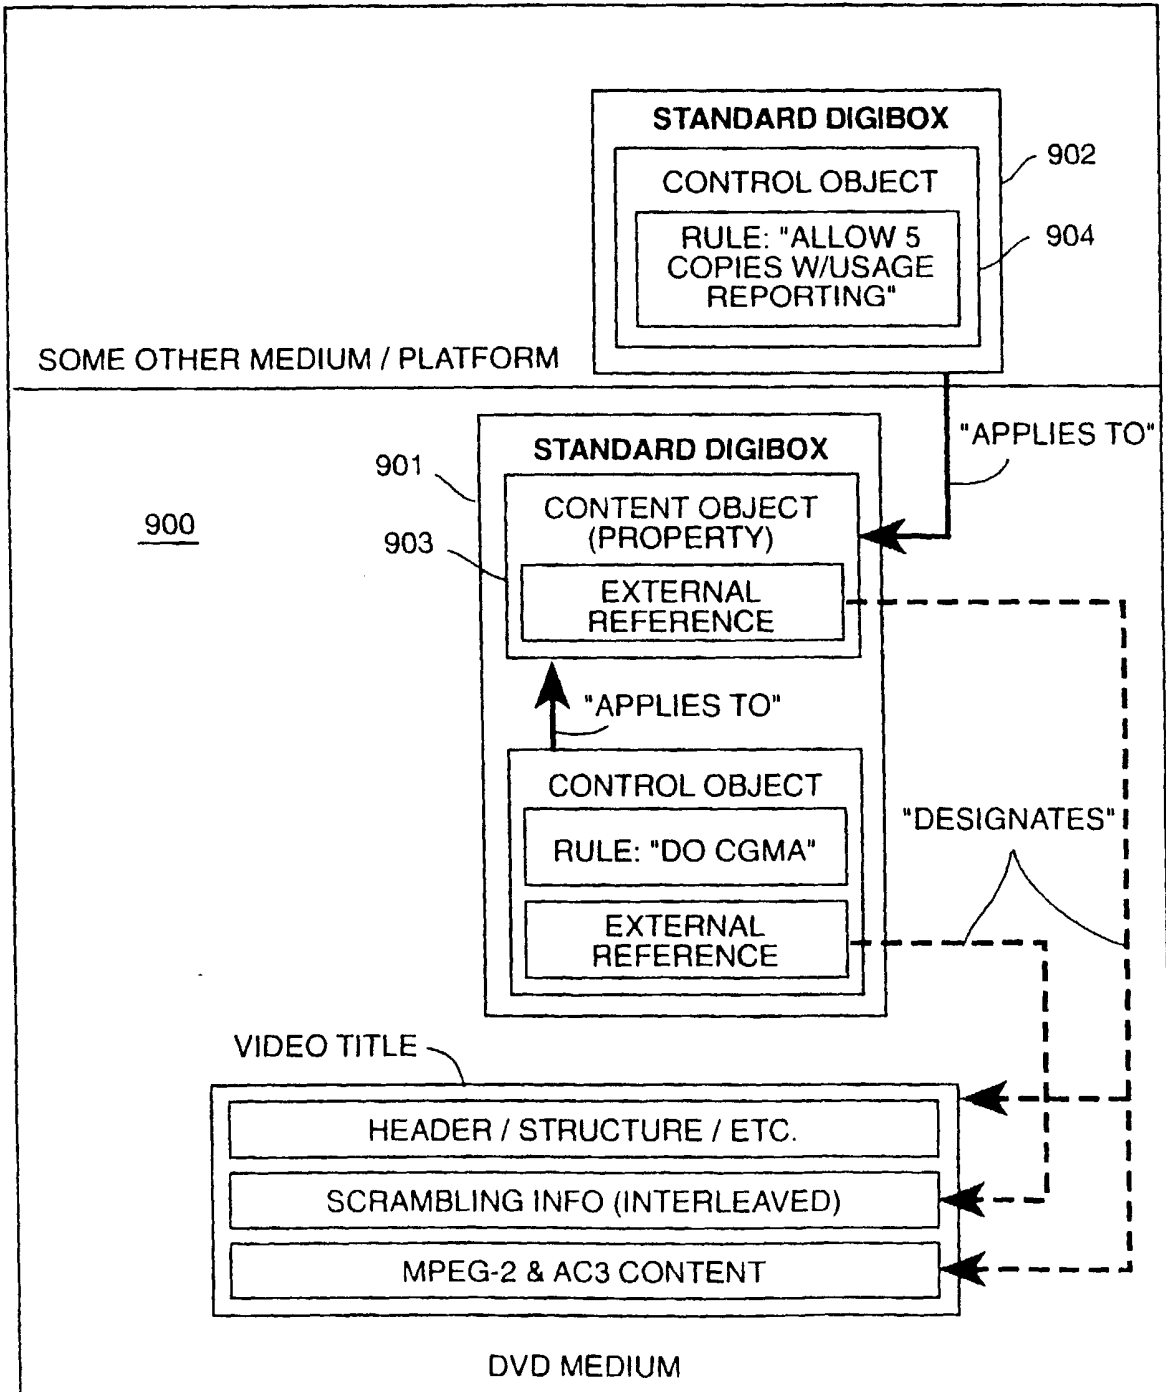 STANDARD DIGIBOX
902
CONTROL OBJECT
RULE: "ALLOW 5
COPIES W/USAGE
REPORTING"
904
SOME OTHER MEDIUM / PLATFORM
"APPLIES TO"
STANDARD DIGIBOX
901
CONTENT OBJECT
(PROPERTY)
900
903
EXTERNAL
REFERENCE
"APPLIES TO"
CONTROL OBJECT
"DESIGNATES"
RULE: "DO CGMA"
EXTERNAL
REFERENCE
VIDEO TITLE
HEADER / STRUCTURE / ETC.
SCRAMBLING INFO (INTERLEAVED)
MPEG-2 & AC3 CONTENT
DVD MEDIUM